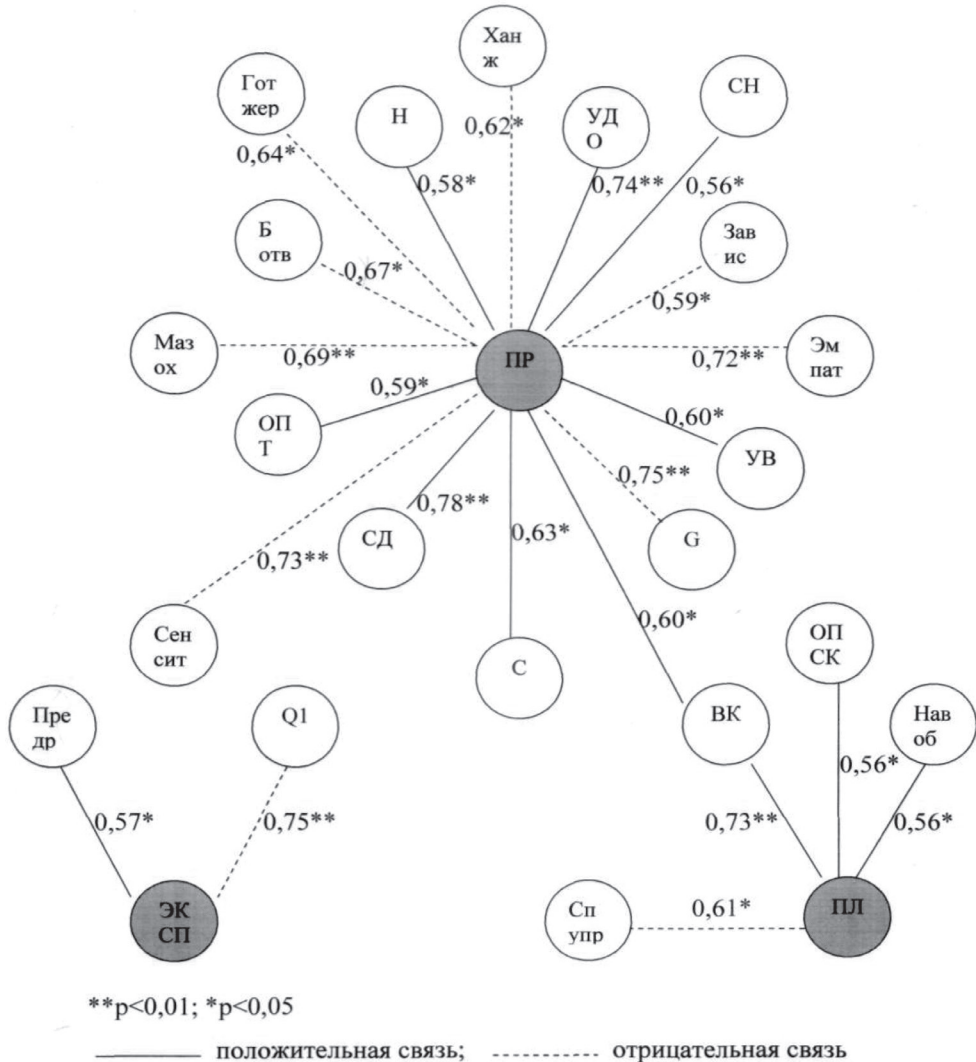 Хан
ж
Гот
жер
Н
УД
О
СН
0,64*
0,62*
0,58*
0,74**
0,56*
Б
отв
Зав
ис
0,67*
0,59*
Маз
ох
0,69**
ПР
0,72**
Эм
пат
0,59*
0,60*
ОП
Т
УВ
0,75**
0,78**
СД
0,63*
G
0,73**
0,60*
Сен
сит
С
ОП
СК
Пре
др
Q1
ВК
Нав
об
0,56*
0,57*
0,75**
0,73**
0,56*
ЭК
СП
Сп
упр
0,61*
ПЛ
**p<0,01; *p<0,05
положительная связь; отрицательная связь